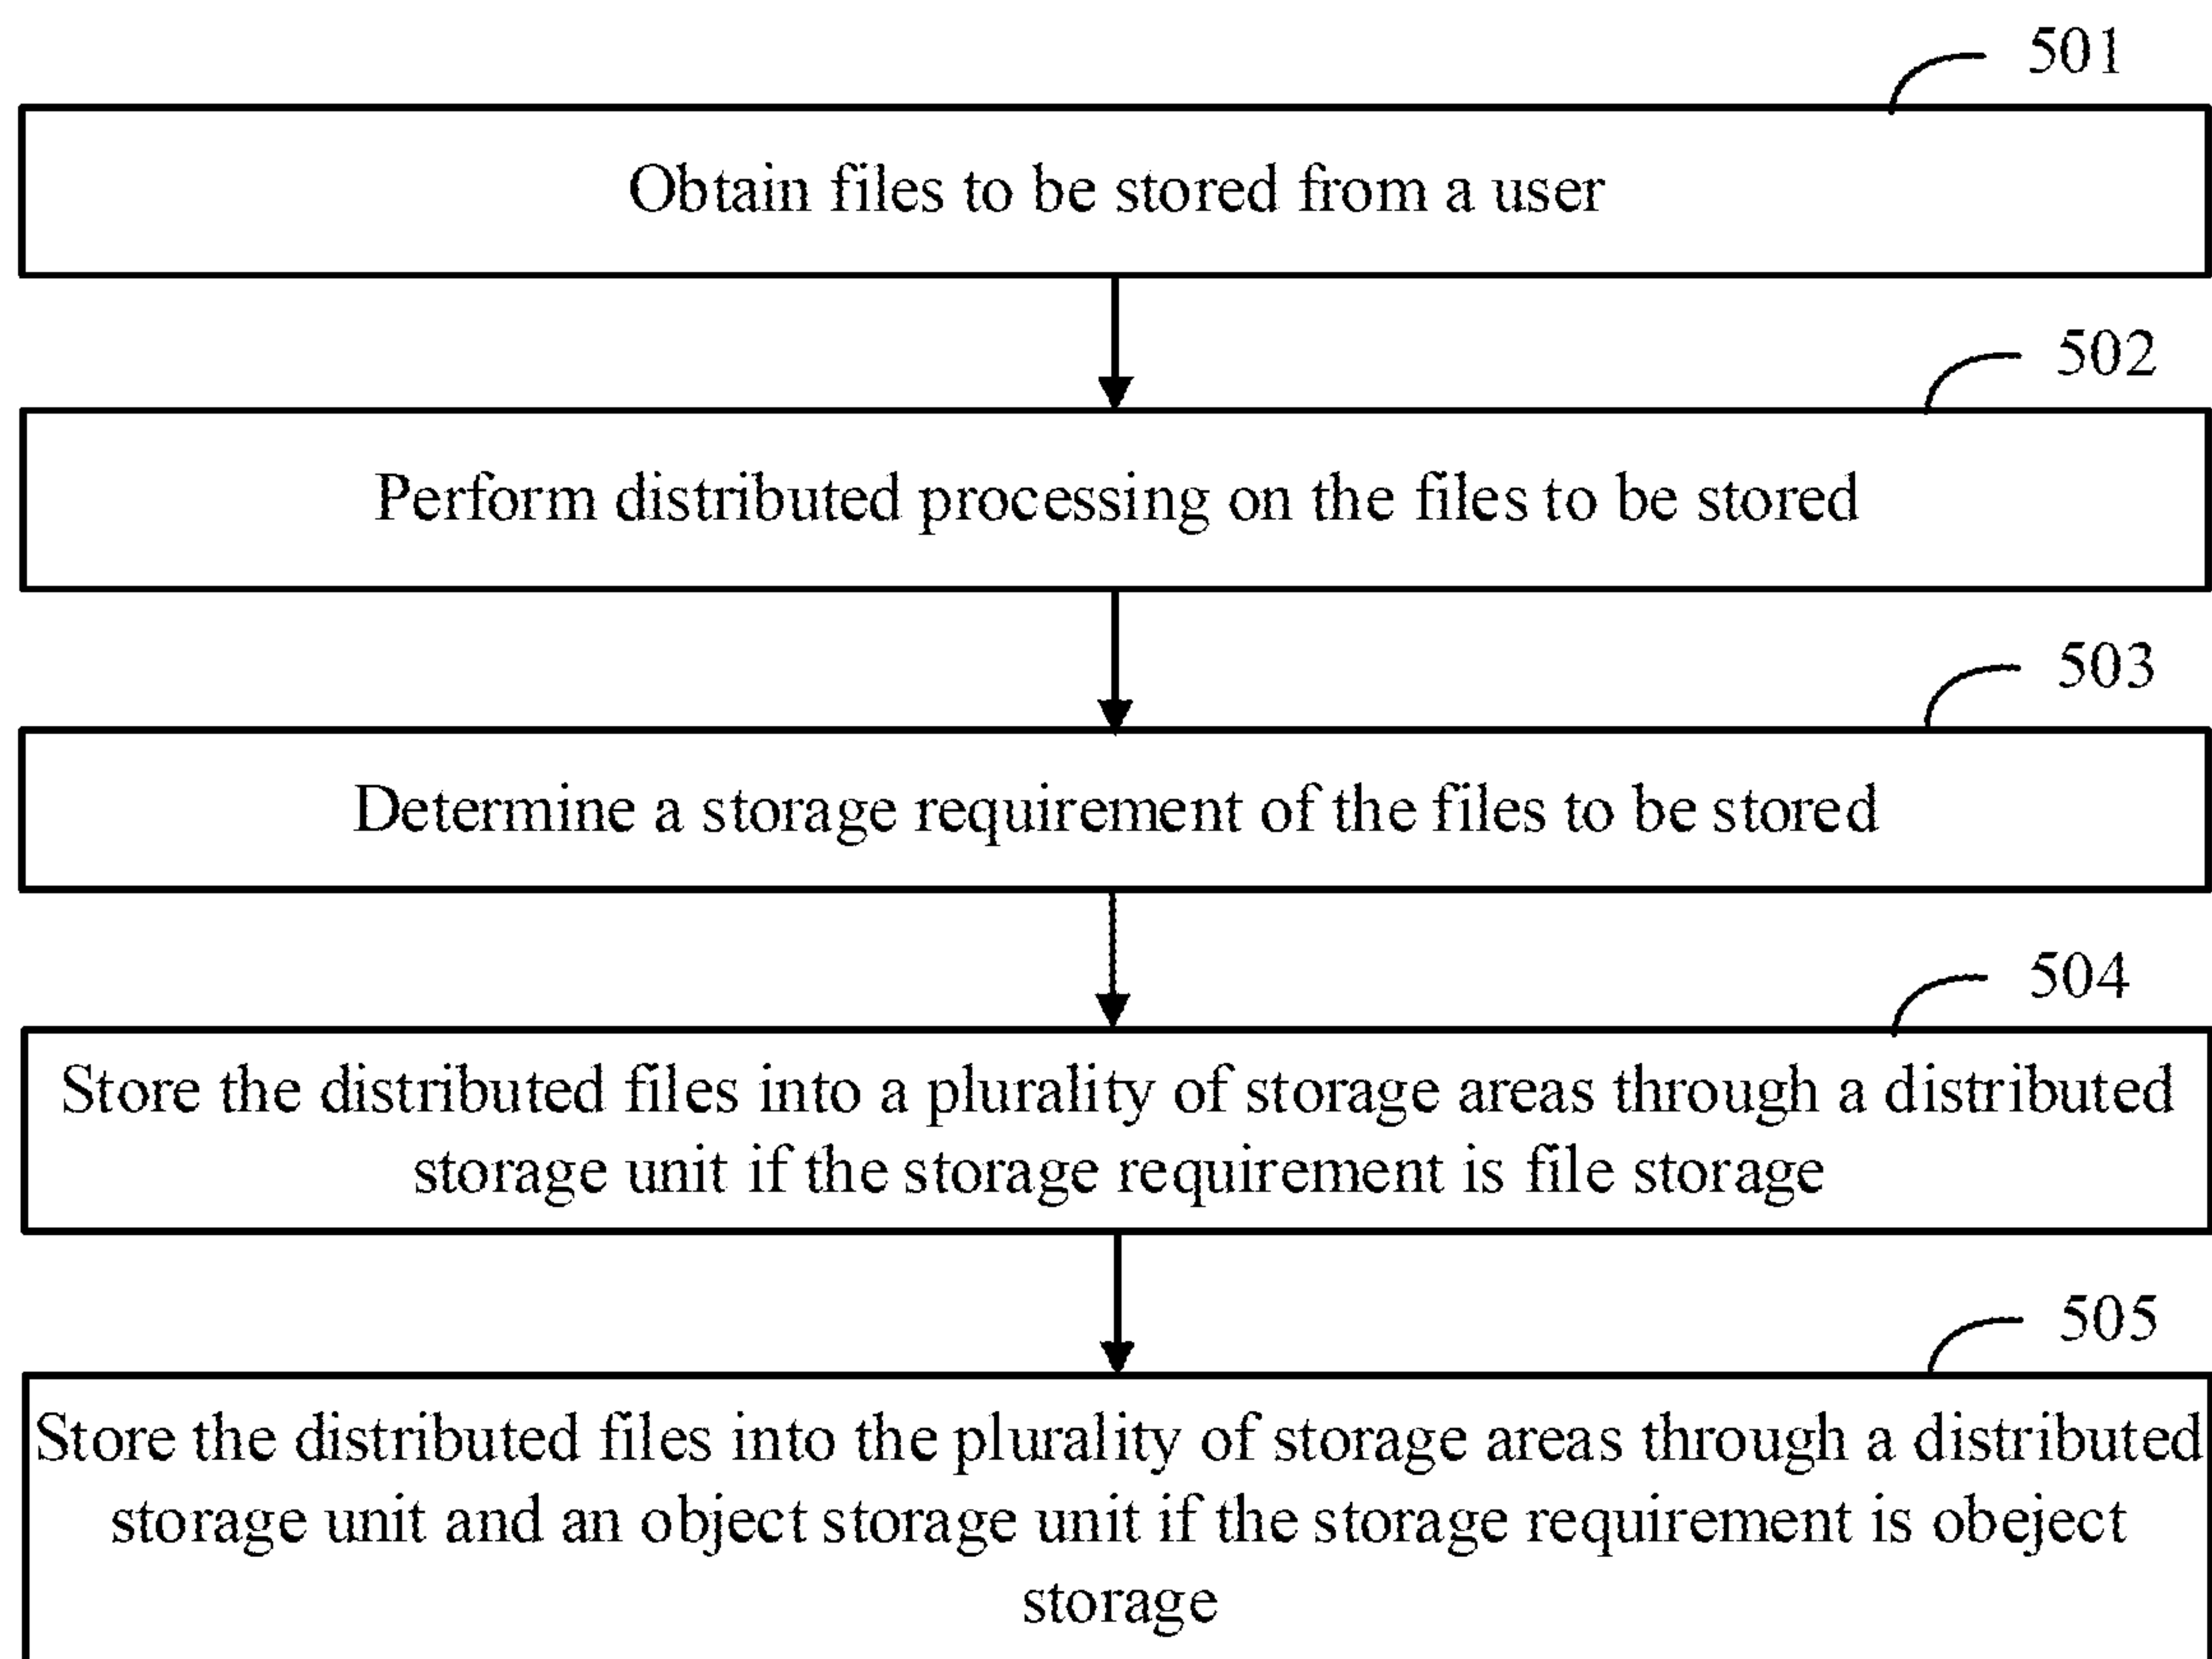 501
Obtain files to be stored from a user
502
Perform distributed processing on the files to be stored
503
Determine a storage requirement of the files to be stored
504
Store the distributed files into a plurality of storage areas through a distributed
storage unit if the storage requirement is file storage
505
Store the distributed files into the plurality of storage areas through a distributed
storage unit and an object storage unit if the storage requirement is obeject
storage